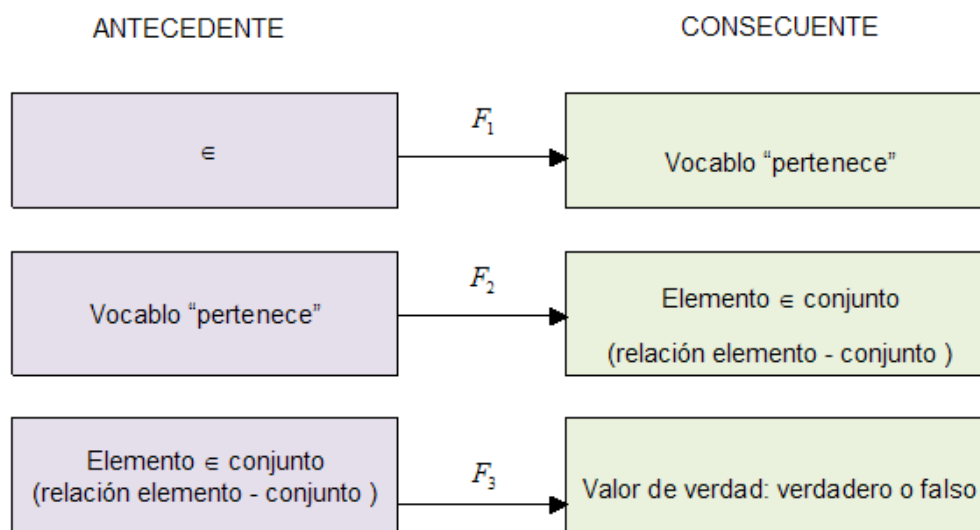 ANTECEDENTE
CONSECUENTE
∈
F₁
Vocablo “pertenece”
Vocablo “pertenece”
F₂
Elemento ∈ conjunto
(relación elemento - conjunto )
Elemento ∈ conjunto
(relación elemento - conjunto )
F₃
Valor de verdad: verdadero o falso